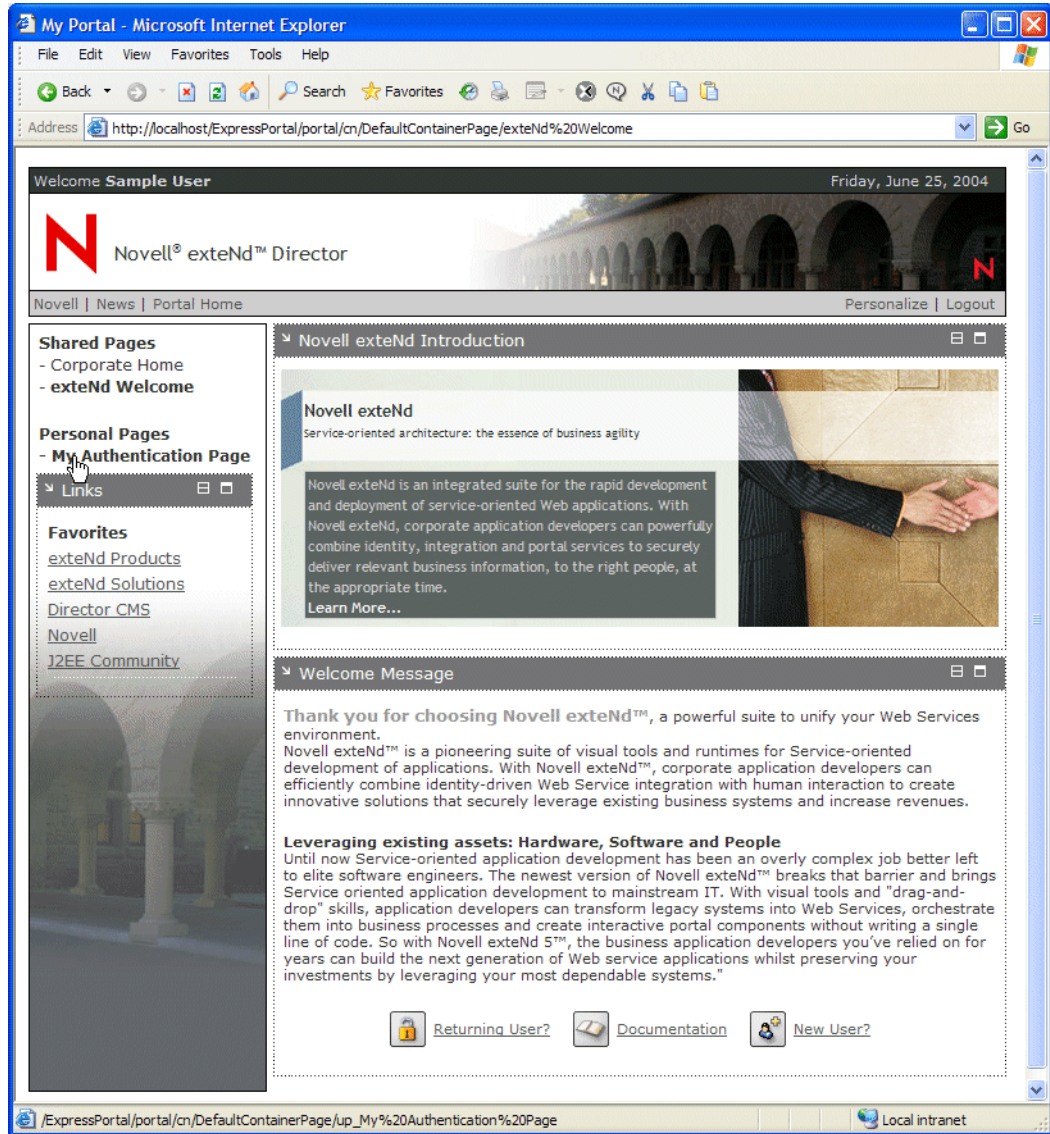 My Portal - Microsoft Internet Explorer
File Edit View Favorites Tools Help
Back Search Favorites
Address http://localhost/ExpressPortal/portal/cn/DefaultContainerPage/exteNd%20Welcome Go
Welcome Sample User Friday, June 25, 2004
N Novell® exteNd™ Director N
Novell | News | Portal Home Personalize | Logout
Shared Pages
- Corporate Home
- exteNd Welcome
Personal Pages
- My Authentication Page
Links
Favorites
exteNd Products
exteNd Solutions
Director CMS
Novell
J2EE Community
Novell exteNd Introduction
Novell exteNd
Service-oriented architecture: the essence of business agility
Novell exteNd is an integrated suite for the rapid development
and deployment of service-oriented Web applications. With
Novell exteNd, corporate application developers can powerfully
combine identity, integration and portal services to securely
deliver relevant business information, to the right people, at
the appropriate time.
Learn More...
Welcome Message
Thank you for choosing Novell exteNd™, a powerful suite to unify your Web Services
environment.
Novell exteNd™ is a pioneering suite of visual tools and runtimes for Service-oriented
development of applications. With Novell exteNd™, corporate application developers can
efficiently combine identity-driven Web Service integration with human interaction to create
innovative solutions that securely leverage existing business systems and increase revenues.
Leveraging existing assets: Hardware, Software and People
Until now Service-oriented application development has been an overly complex job better left
to elite software engineers. The newest version of Novell exteNd™ breaks that barrier and brings
Service oriented application development to mainstream IT. With visual tools and "drag-and-
drop" skills, application developers can transform legacy systems into Web Services, orchestrate
them into business processes and create interactive portal components without writing a single
line of code. So with Novell exteNd 5™, the business application developers you've relied on for
years can build the next generation of Web service applications whilst preserving your
investments by leveraging your most dependable systems."
Returning User? Documentation New User?
/ExpressPortal/portal/cn/DefaultContainerPage/up_My%20Authentication%20Page Local intranet